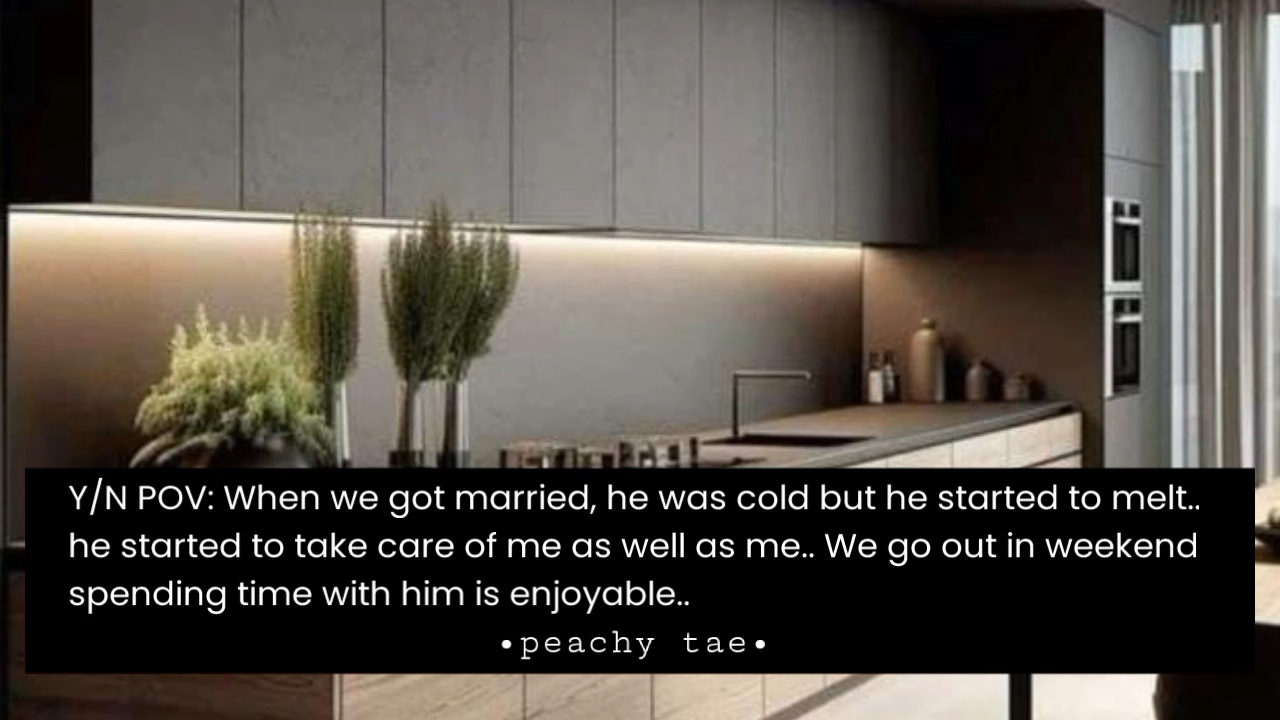 Y/N POV: When we got married, he was cold but he started to melt..
he started to take care of me as well as me.. We go out in weekend
spending time with him is enjoyable..
•peachy tae•